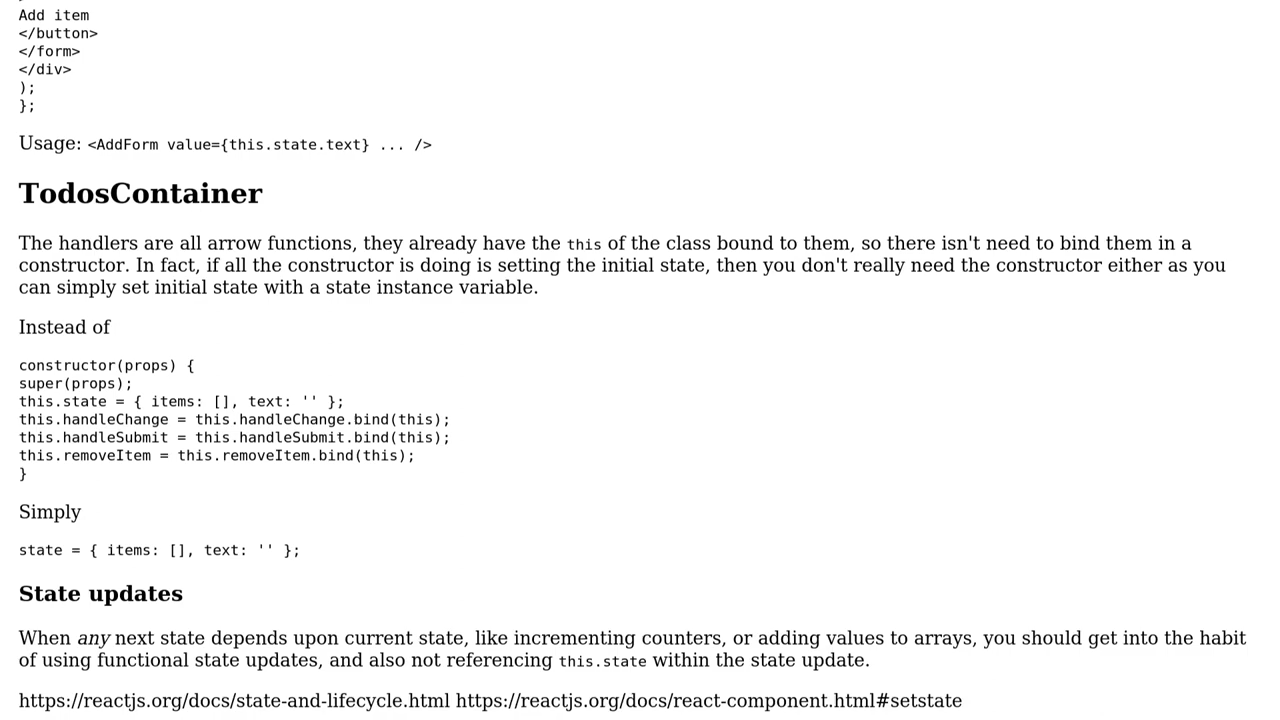 Add item
</button>
</form>
</div>
);
};
Usage: <AddForm value={this.state.text} ... />
TodosContainer
The handlers are all arrow functions, they already have the this of the class bound to them, so there isn't need to bind them in a
constructor. In fact, if all the constructor is doing is setting the initial state, then you don't really need the constructor either as you
can simply set initial state with a state instance variable.
Instead of
constructor(props) {
super(props);
this.state = { items: [], text: '' };
this.handleChange = this.handleChange.bind(this);
this.handleSubmit = this.handleSubmit.bind(this);
this.removeItem = this.removeItem.bind(this);
}
Simply
state = { items: [], text: '' };
State updates
When any next state depends upon current state, like incrementing counters, or adding values to arrays, you should get into the habit
of using functional state updates, and also not referencing this.state within the state update.
https://reactjs.org/docs/state-and-lifecycle.html https://reactjs.org/docs/react-component.html#setstate